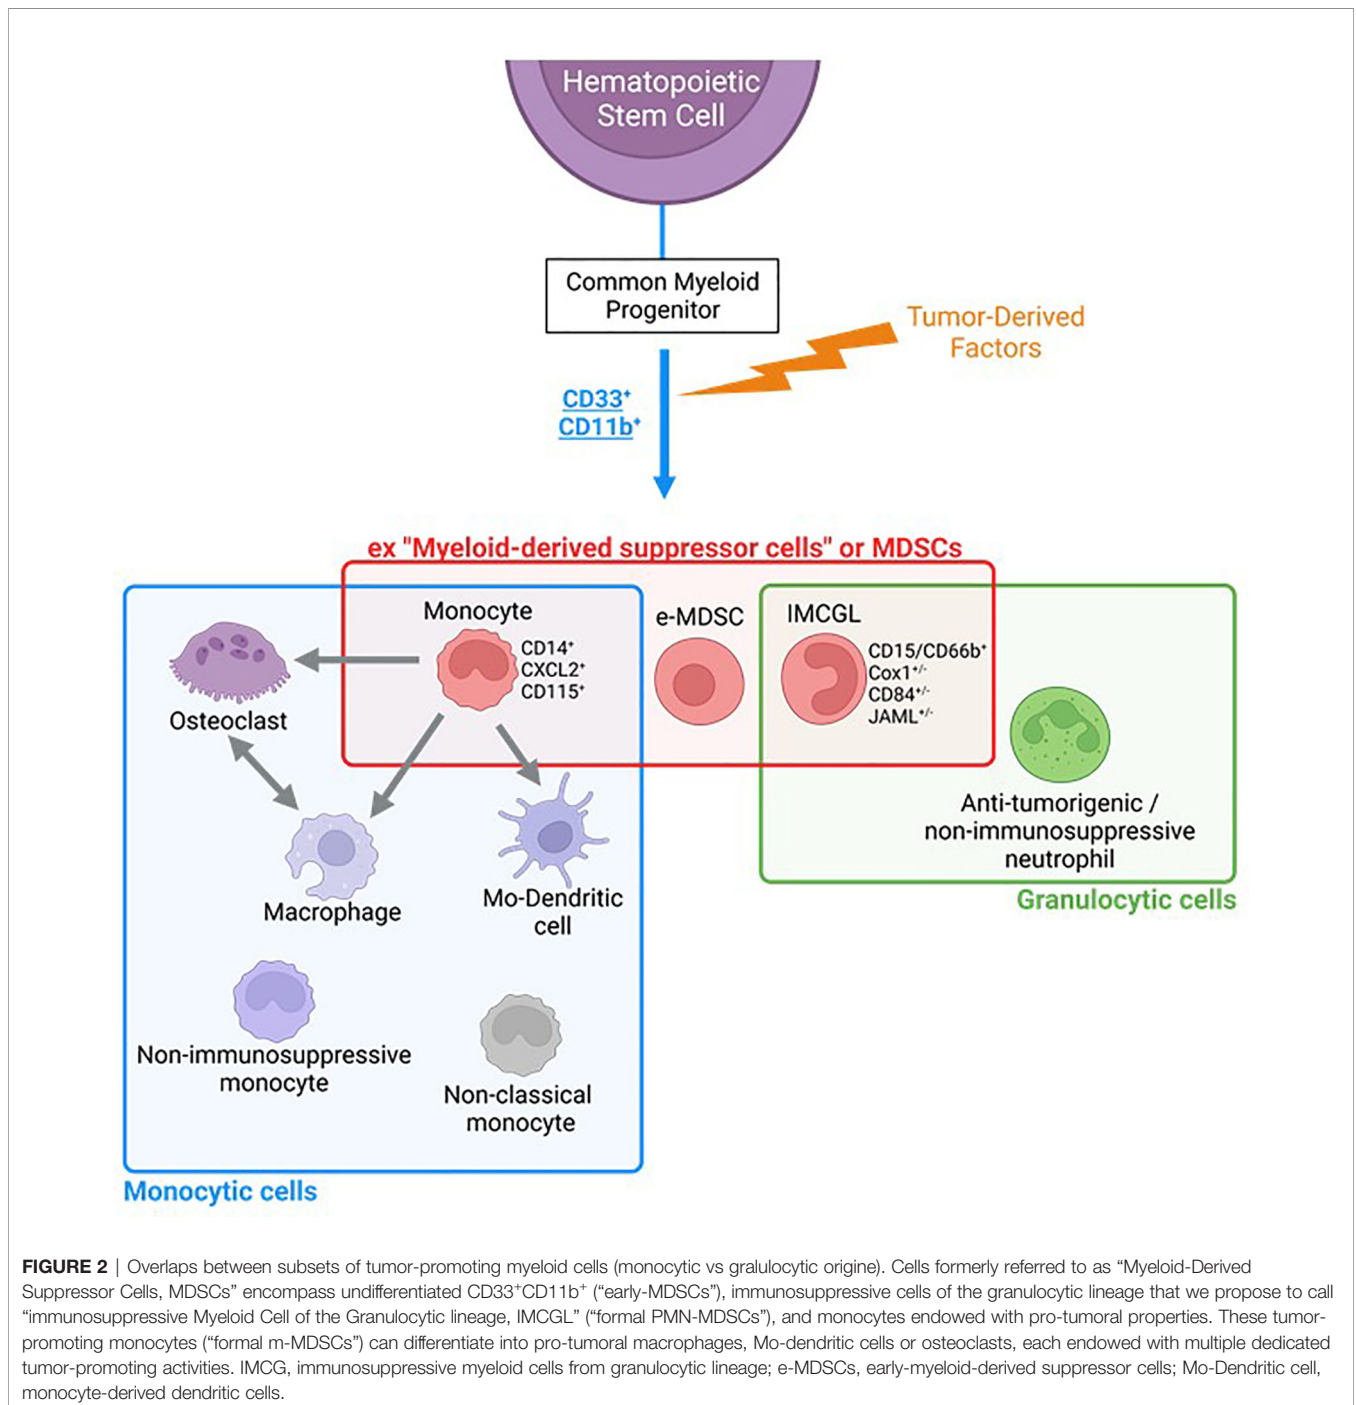 Hematopoietic
Stem Cell
Common Myeloid
Progenitor
Tumor-Derived
Factors
CD33⁺
CD11b⁺
ex "Myeloid-derived suppressor cells" or MDSCs
Monocyte
CD14⁺
CXCL2⁺
CD115⁺
e-MDSC
IMCGL
CD15/CD66b⁺
Cox1⁺/⁻
CD84⁺/⁻
JAML⁺/⁻
Osteoclast
Macrophage
Mo-Dendritic
cell
Anti-tumorigenic /
non-immunosuppressive
neutrophil
Granulocytic cells
Non-immunosuppressive
monocyte
Non-classical
monocyte
Monocytic cells
FIGURE 2 | Overlaps between subsets of tumor-promoting myeloid cells (monocytic vs gralulocytic origine). Cells formerly referred to as “Myeloid-Derived
Suppressor Cells, MDSCs” encompass undifferentiated CD33⁺CD11b⁺ (“early-MDSCs”), immunosuppressive cells of the granulocytic lineage that we propose to call
“immunosuppressive Myeloid Cell of the Granulocytic lineage, IMCGL” (“formal PMN-MDSCs”), and monocytes endowed with pro-tumoral properties. These tumor-
promoting monocytes (“formal m-MDSCs”) can differentiate into pro-tumoral macrophages, Mo-dendritic cells or osteoclasts, each endowed with multiple dedicated
tumor-promoting activities. IMCG, immunosuppressive myeloid cells from granulocytic lineage; e-MDSCs, early-myeloid-derived suppressor cells; Mo-Dendritic cell,
monocyte-derived dendritic cells.